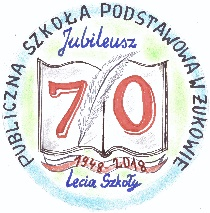 PUBLICZNA SZKOŁA PODSTAWOWA W ŻUKOWIE
Jubileusz
70
1948-2018
Lecia Szkoły